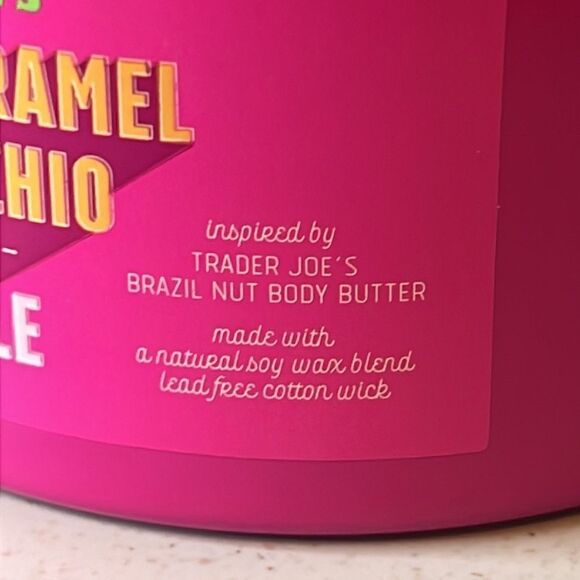 RAMEL
CHIO
inspired by
TRADER JOE'S
BRAZIL NUT BODY BUTTER
LE
made with
a natural soy wax blend
lead free cotton wick